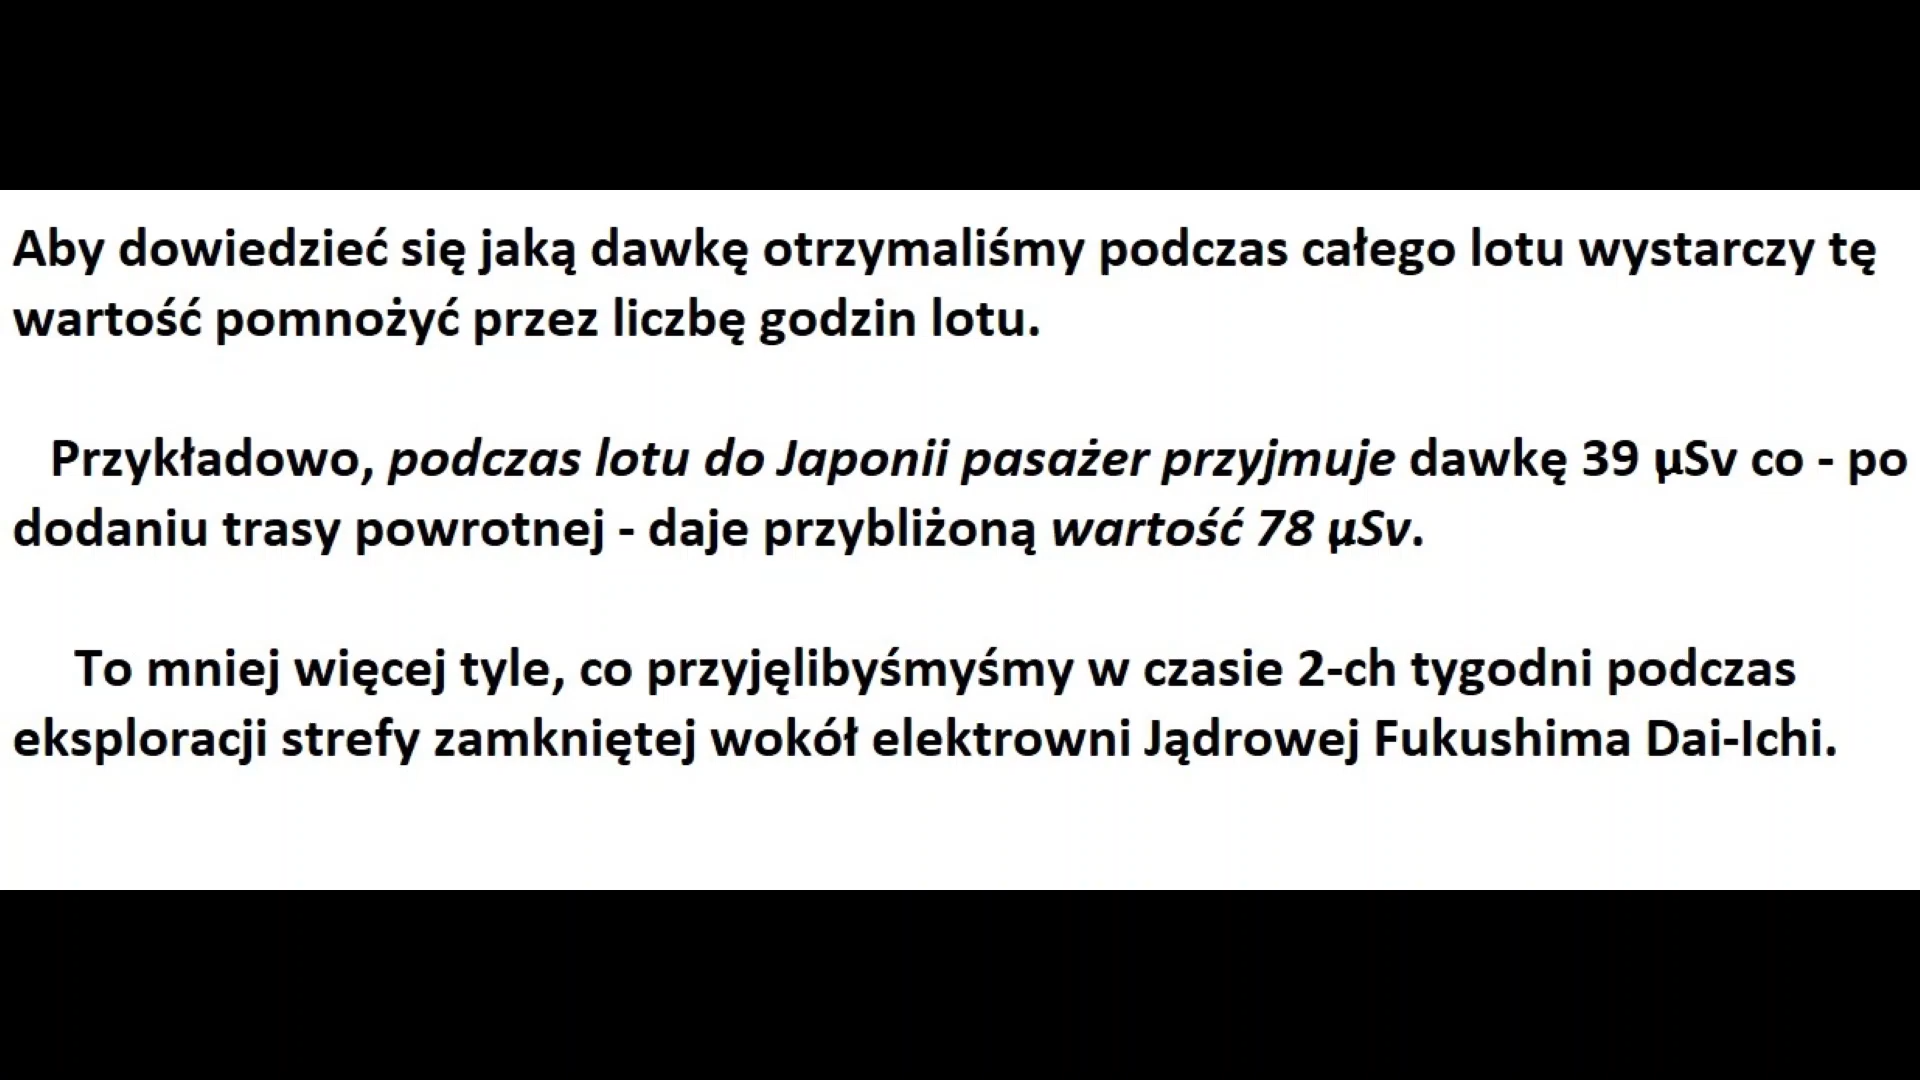 Aby dowiedzieć się jaką dawkę otrzymaliśmy podczas całego lotu wystarczy tę
wartość pomnożyć przez liczbę godzin lotu.
Przykładowo, podczas lotu do Japonii pasażer przyjmuje dawkę 39 µSv co - po
dodaniu trasy powrotnej - daje przybliżoną wartość 78 µSv.
To mniej więcej tyle, co przyjęlibyśmyśmy w czasie 2-ch tygodni podczas
eksploracji strefy zamkniętej wokół elektrowni Jądrowej Fukushima Dai-Ichi.